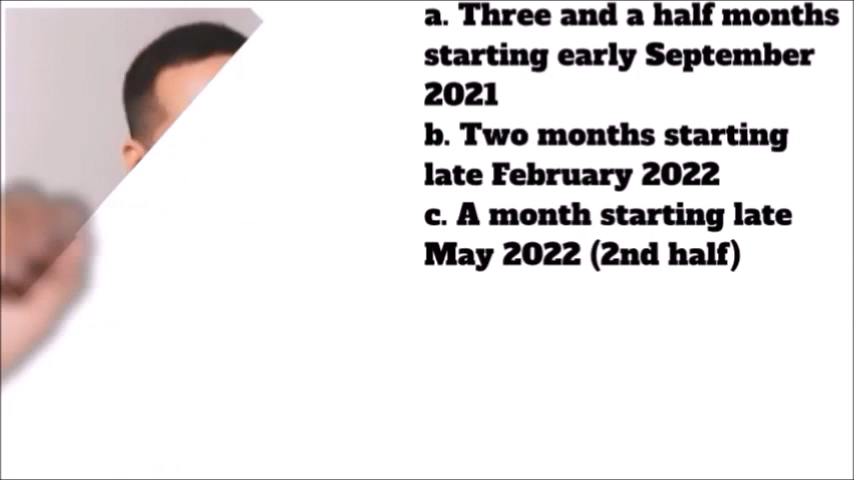 a. Three and a half months
starting early September
2021
b. Two months starting
late February 2022
c. A month starting late
May 2022 (2nd half)